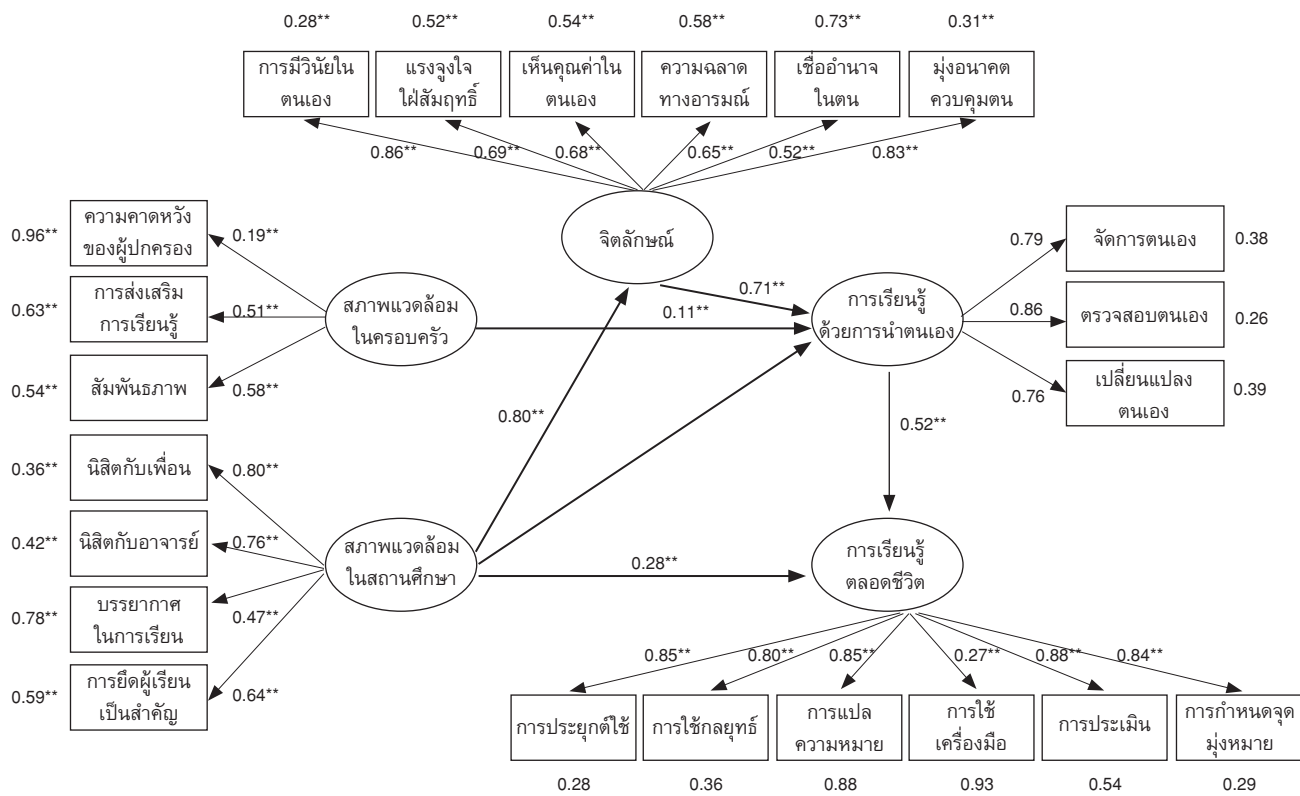 0.28** 0.52** 0.54** 0.58** 0.73** 0.31**
การมีวินัยใน
ตนเอง
แรงจูงใจ
ใฝ่สัมฤทธิ์
เห็นคุณค่าใน
ตนเอง
ความฉลาด
ทางอารมณ์
เชื่ออำนาจ
ในตน
มุ่งอนาคต
ควบคุมตน
0.86** 0.69** 0.68** 0.65** 0.52** 0.83**
จิตลักษณ์
0.96**
ความคาดหวัง
ของผู้ปกครอง
0.19**
0.63**
การส่งเสริม
การเรียนรู้
0.51**
0.54**
สัมพันธภาพ
0.58**
สภาพแวดล้อม
ในครอบครัว
0.71**
0.11**
การเรียนรู้
ด้วยการนำตนเอง
0.79
จัดการตนเอง
0.38
0.86
ตรวจสอบตนเอง
0.26
0.76
เปลี่ยนแปลง
ตนเอง
0.39
0.80**
0.52**
0.36**
นิสิตกับเพื่อน
0.80**
0.42**
นิสิตกับอาจารย์
0.76**
0.78**
บรรยากาศ
ในการเรียน
0.47**
0.59**
การยึดผู้เรียน
เป็นสำคัญ
0.64**
สภาพแวดล้อม
ในสถานศึกษา
0.28**
การเรียนรู้
ตลอดชีวิต
0.85** 0.80** 0.85** 0.27** 0.88** 0.84**
การประยุกต์ใช้
การใช้กลยุทธ์
การแปล
ความหมาย
การใช้
เครื่องมือ
การประเมิน
การกำหนดจุด
มุ่งหมาย
0.28 0.36 0.88 0.93 0.54 0.29